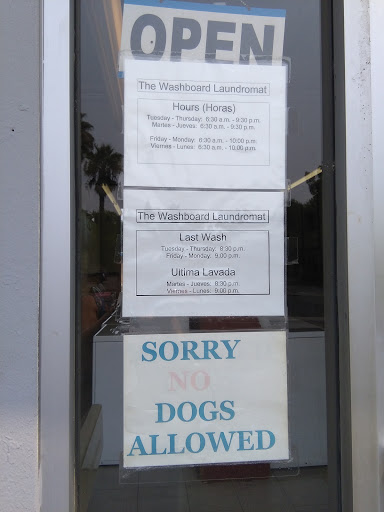 OPEN
The Washboard Laundromat
Hours (Horas)
Tuesday - Thursday: 6:30 a.m. - 9:30 p.m.
Martes - Jueves: 6:30 a.m. - 9:30 p.m.
Friday - Monday: 6:30 a.m. - 10:00 p.m.
Viernes - Lunes: 6:30 a.m. - 10:00 p.m.
The Washboard Laundromat
Last Wash
Tuesday - Thursday: 8:30 p.m.
Friday - Monday: 9:00 p.m.
Uitima Lavada
Martes - Jueves: 8:30 p.m.
Viernes - Lunes: 9:00 p.m.
SORRY
NO
DOGS
ALLOWED